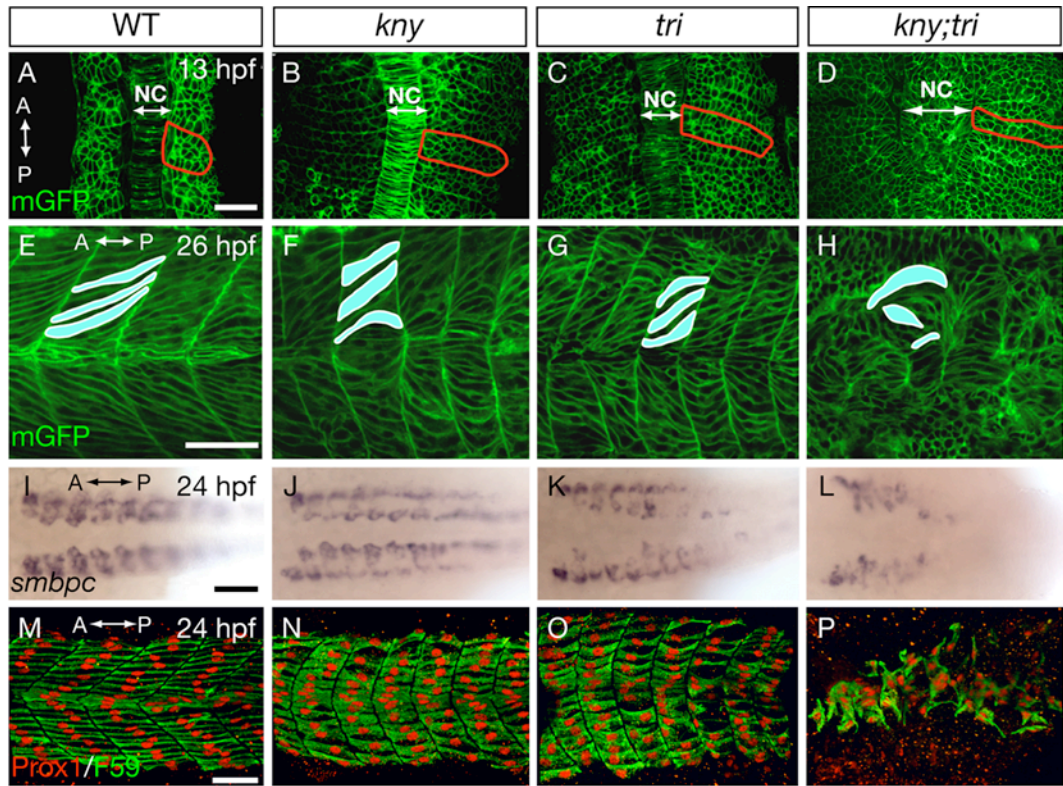 WT
kny
tri
kny;tri
A
13 hpf
NC
A
P
mGFP
B
NC
C
NC
D
NC
E
A P
26 hpf
mGFP
F
G
H
I
A P
24 hpf
smbpc
J
K
L
M
A P
24 hpf
Prox1/F59
N
O
P